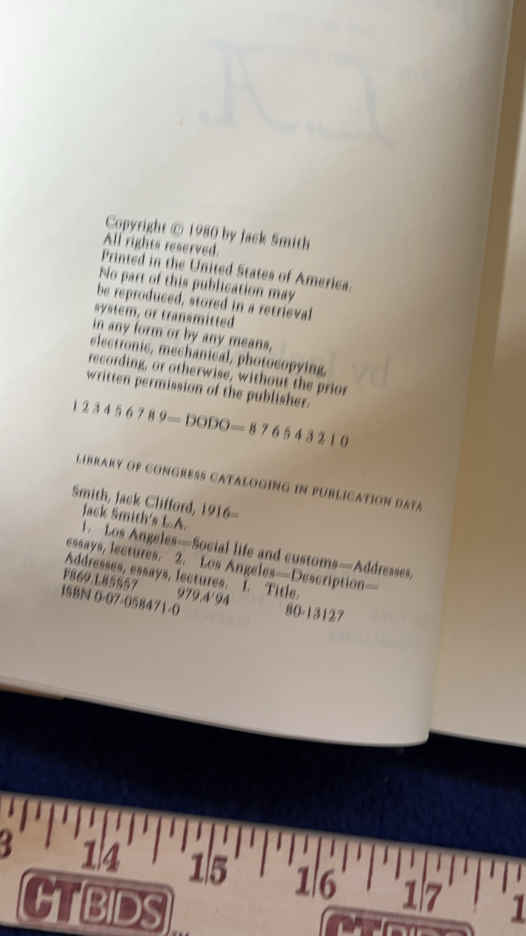 Copyright © 1980 by Jack Smith
All rights reserved.
Printed in the United States of America.
No part of this publication may
be reproduced, stored in a retrieval
system, or transmitted
in any form or by any means,
electronic, mechanical, photocopying,
recording, or otherwise, without the prior
written permission of the publisher.
1 2 3 4 5 6 7 8 9—DODO—8 7 6 5 4 3 2 1 0
LIBRARY OF CONGRESS CATALOGING IN PUBLICATION DATA
Smith, Jack Clifford, 1916–
Jack Smith's L.A.
1. Los Angeles—Social life and customs—Addresses,
essays, lectures. 2. Los Angeles—Description—
Addresses, essays, lectures. I. Title.
F869.L85S57 979.4'94 80-13127
ISBN 0-07-058471-0
3 14 15 16 17 1
CTBIDS CTBIDS